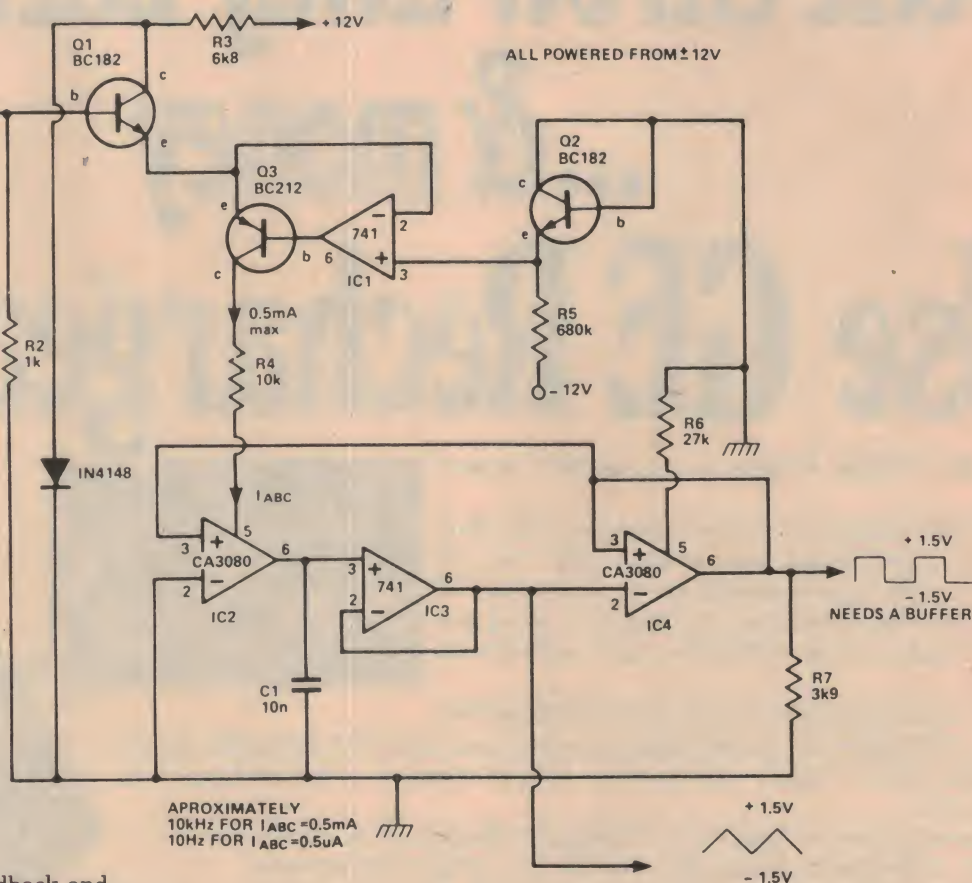 Q1
BC182
c
b
e
R3
6k8
+ 12V
ALL POWERED FROM ± 12V
Q3
BC212
e
b
c
Q2
BC182
c
e
b
741
-
+
2
3
6
IC1
0.5mA
max
R4
10k
R5
680k
- 12V
R2
1k
IN4148
R6
27k
I ABC
3
+
5
CA3080
6
-
2
IC2
3
+
741
6
2
-
IC3
3
+
5
CA3080
6
-
2
IC4
+ 1.5V
- 1.5V
NEEDS A BUFFER
C1
10n
R7
3k9
APROXIMATELY
10kHz FOR I ABC =0.5mA
10Hz FOR I ABC =0.5uA
+ 1.5V
- 1.5V